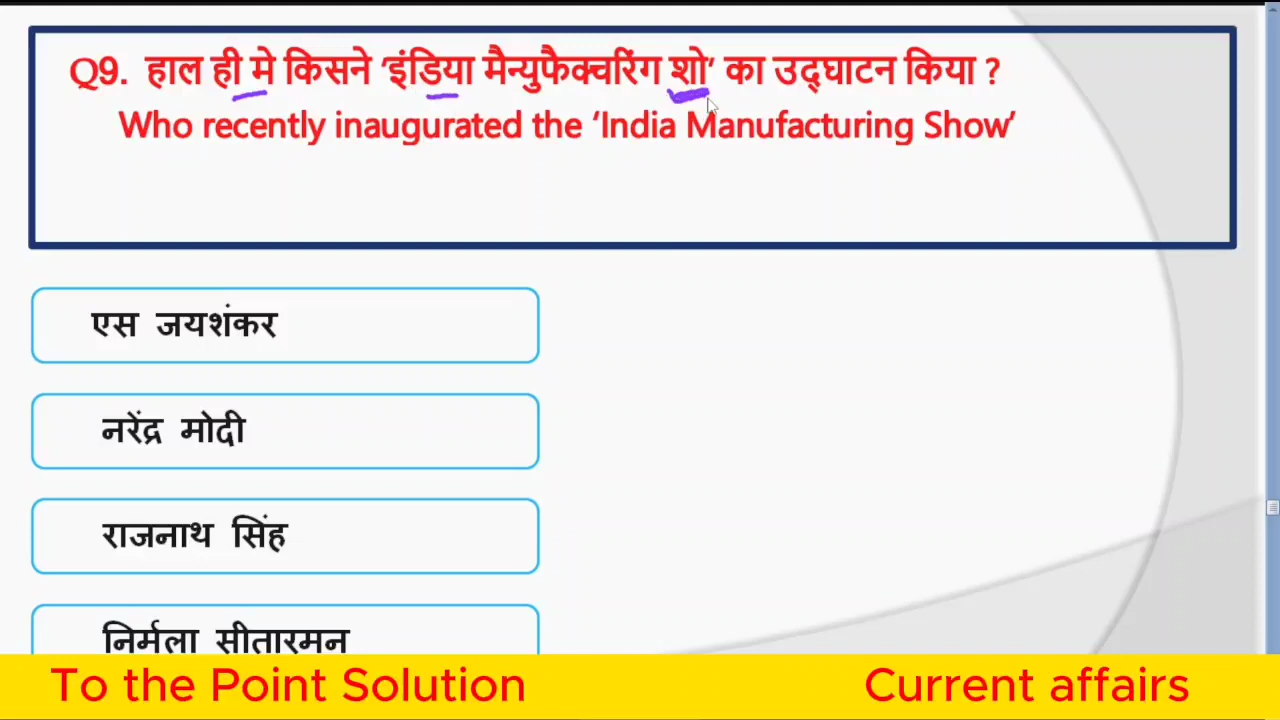 Q9. हाल ही मे किसने ‘इंडिया मैन्युफैक्चरिंग शो’ का उद्घाटन किया ?
Who recently inaugurated the ‘India Manufacturing Show’
एस जयशंकर
नरेंद्र मोदी
राजनाथ सिंह
निर्मला सीतारमन
To the Point Solution
Current affairs